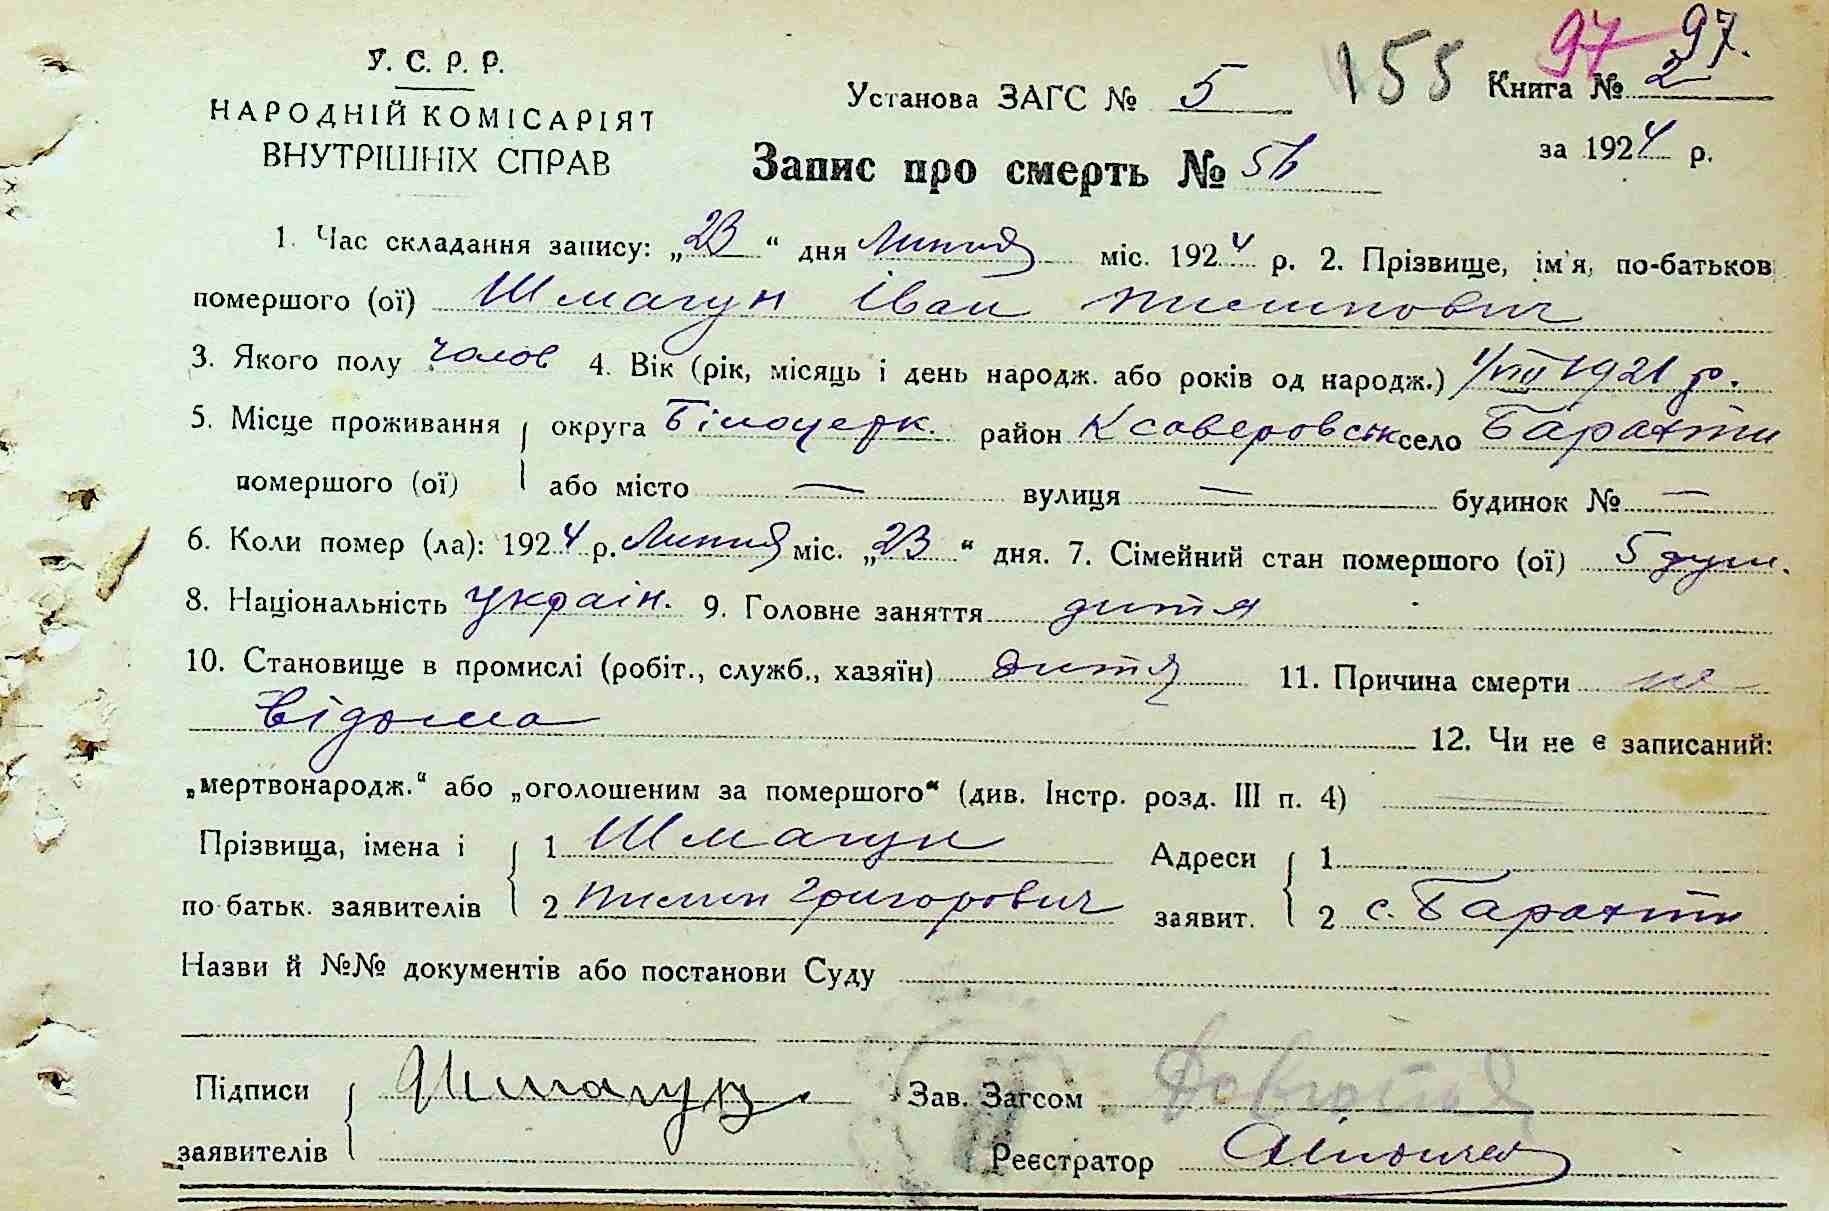 97 97.
У. С. Р. Р.
НАРОДНІЙ КОМІСАРІЯТ
ВНУТРІШНІХ СПРАВ
Установа ЗАГС № 5 155 Книга № 2
за 1924 р.
Запис про смерть № 56
1. Час складання запису: „23“ дня Липня міс. 1924 р. 2. Прізвище, ім'я, по-батьков
помершого (ої) Шмагун Іван Пилипович
3. Якого полу чолов 4. Вік (рік, місяць і день народж. або років од народж.) 1/VIII 1921 р.
5. Місце проживання округа Білоцерк. район Ксаверовськ село Барахти
помершого (ої) або місто — вулиця — будинок № —
6. Коли помер (ла): 1924 р. Липня міс. „23“ дня. 7. Сімейний стан помершого (ої) 5 душ.
8. Національність україн. 9. Головне заняття дитя
10. Становище в промислі (робіт., служб., хазяїн) дитя 11. Причина смерти не
відома 12. Чи не є записаний:
„мертвонародж.“ або „оголошеним за помершого“ (див. Інстр. розд. III п. 4)
Прізвища, імена і 1 Шмагун Адреси 1
по батьк. заявителів 2 Пилип Григорович заявит. 2 с. Барахти
Назви й №№ документів або постанови Суду
Підписи Шмагун Зав. Загсом
заявителів Реєстратор